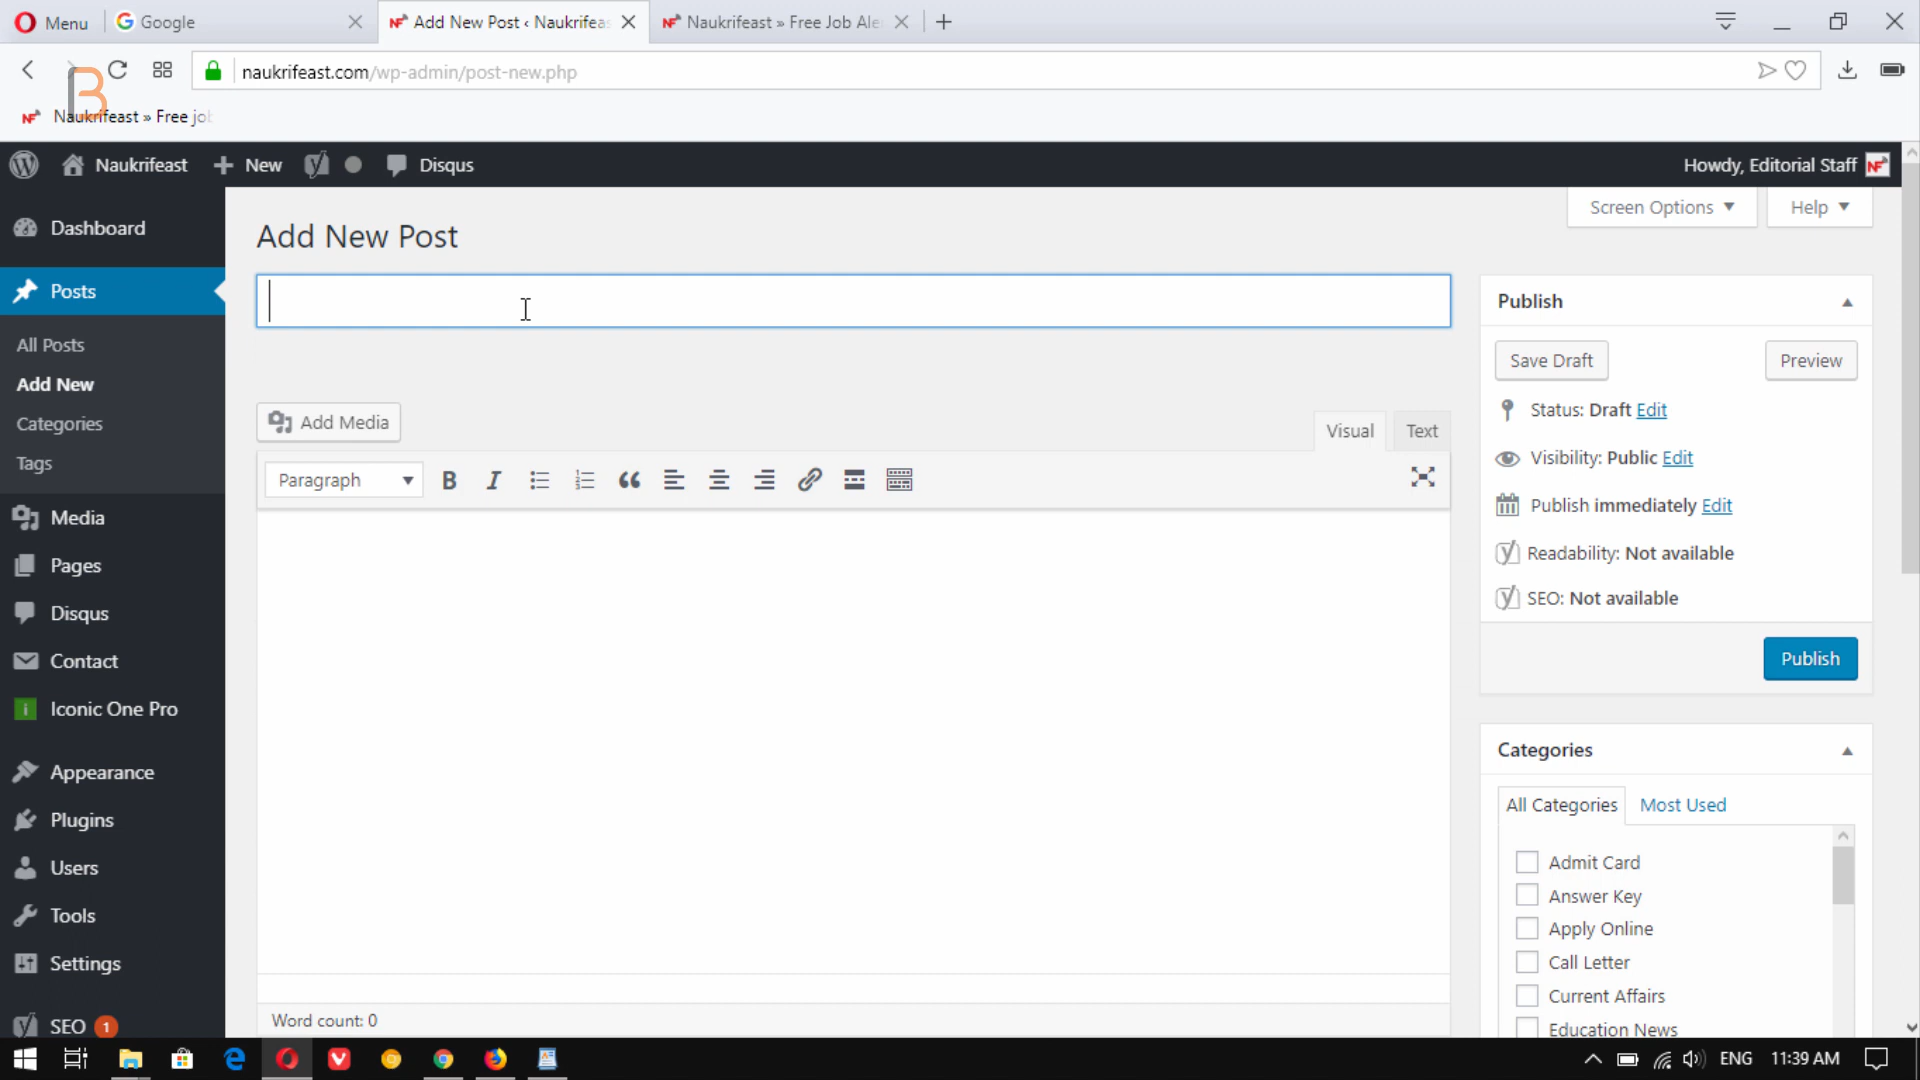 Menu
Google
Add New Post ‹ Naukrifeas
Naukrifeast » Free Job Ale
naukrifeast.com/wp-admin/post-new.php
B
NF Naukrifeast » Free job
Naukrifeast
New
Disqus
Howdy, Editorial Staff
Screen Options
Help
Dashboard
Posts
All Posts
Add New
Categories
Tags
Media
Pages
Disqus
Contact
Iconic One Pro
Appearance
Plugins
Users
Tools
Settings
SEO 1
Add New Post
Add Media
Visual
Text
Paragraph
Word count: 0
Publish
Save Draft
Preview
Status: Draft Edit
Visibility: Public Edit
Publish immediately Edit
Readability: Not available
SEO: Not available
Publish
Categories
All Categories
Most Used
Admit Card
Answer Key
Apply Online
Call Letter
Current Affairs
Education News
ENG
11:39 AM